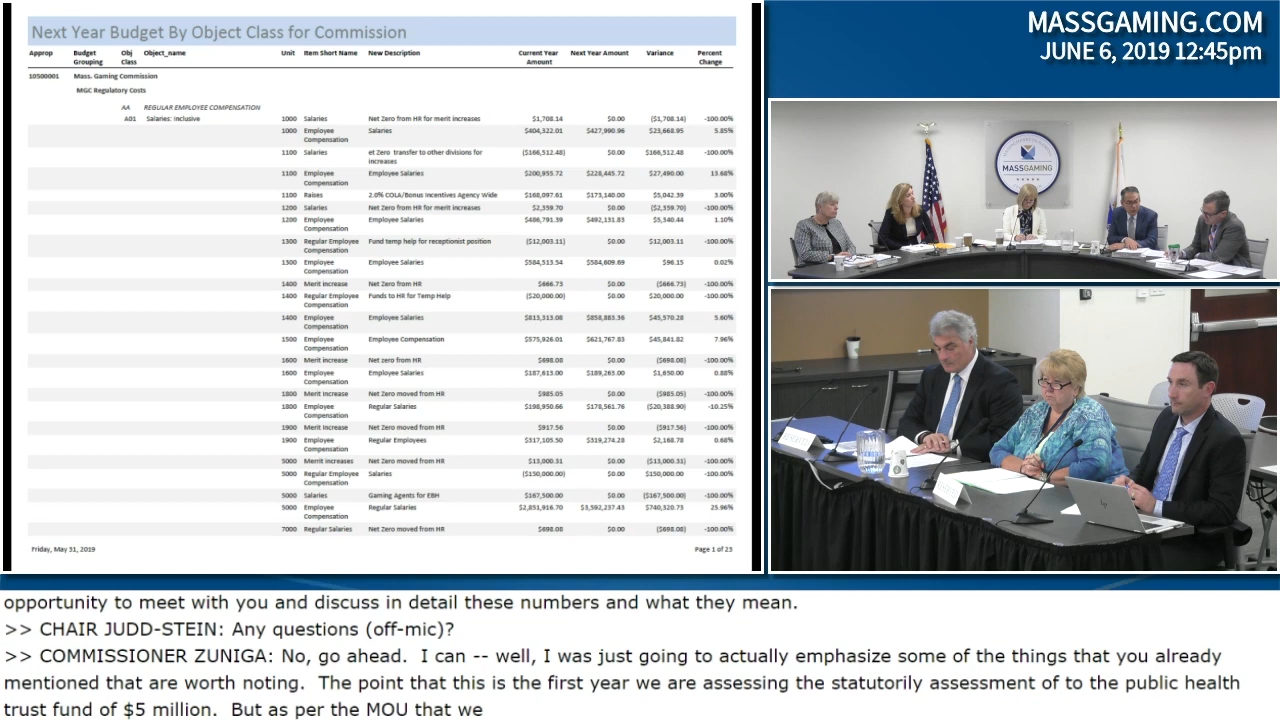 Next Year Budget By Object Class for Commission
Approp Budget Grouping Obj Class Object_name Unit Item Short Name New Description Current Year Amount Next Year Amount Variance Percent Change
10500001 Mass. Gaming Commission
MGC Regulatory Costs
AA REGULAR EMPLOYEE COMPENSATION
A01 Salaries: Inclusive 1000 Salaries Net Zero from HR for merit increases $1,708.14 $0.00 ($1,708.14) -100.00%
1000 Employee Compensation Salaries $404,322.01 $427,990.96 $23,668.95 5.85%
1100 Salaries et Zero transfer to other divisions for increases ($166,512.48) $0.00 $166,512.48 -100.00%
1100 Employee Compensation Employee Salaries $200,955.72 $228,445.72 $27,490.00 13.68%
1100 Raises 2.0% COLA/Bonus Incentives Agency Wide $168,097.61 $173,140.00 $5,042.39 3.00%
1200 Salaries Net Zero from HR for merit increases $2,359.70 $0.00 ($2,359.70) -100.00%
1200 Employee Compensation Employee Salaries $486,791.39 $492,131.83 $5,340.44 1.10%
1300 Regular Employee Compensation Fund temp help for receptionist position ($12,003.11) $0.00 $12,003.11 -100.00%
1300 Employee Compensation Employee Salaries $584,513.54 $584,609.69 $96.15 0.02%
1400 Merit increase Net Zero from HR $666.73 $0.00 ($666.73) -100.00%
1400 Regular Employee Compensation Funds to HR for Temp Help ($20,000.00) $0.00 $20,000.00 -100.00%
1400 Employee Compensation Employee Salaries $813,313.08 $858,883.36 $45,570.28 5.60%
1500 Employee Compensation Employee Compensation $575,926.01 $621,767.83 $45,841.82 7.96%
1600 Merit increase Net zero from HR $698.08 $0.00 ($698.08) -100.00%
1600 Employee Compensation Employee Salaries $187,613.00 $189,263.00 $1,650.00 0.88%
1800 Merit increase Net Zero moved from HR $985.05 $0.00 ($985.05) -100.00%
1800 Employee Compensation Regular Salaries $198,950.66 $178,561.76 ($20,388.90) -10.25%
1900 Merit Increase Net Zero moved from HR $917.56 $0.00 ($917.56) -100.00%
1900 Employee Compensation Regular Employees $317,105.50 $319,274.28 $2,168.78 0.68%
5000 Merrit increases Net Zero moved from HR $13,000.31 $0.00 ($13,000.31) -100.00%
5000 Regular Employee Compensation Salaries ($150,000.00) $0.00 $150,000.00 -100.00%
5000 Salaries Gaming Agents for EBH $167,500.00 $0.00 ($167,500.00) -100.00%
5000 Employee Compensation Regular Salaries $2,851,916.70 $3,592,237.43 $740,320.73 25.96%
7000 Regular Salaries Net Zero moved from HR $698.08 $0.00 ($698.08) -100.00%
Friday, May 31, 2019 Page 1 of 23
MASSGAMING.COM
JUNE 6, 2019 12:45pm
MASSGAMING
opportunity to meet with you and discuss in detail these numbers and what they mean.
>> CHAIR JUDD-STEIN: Any questions (off-mic)?
>> COMMISSIONER ZUNIGA: No, go ahead.  I can -- well, I was just going to actually emphasize some of the things that you already
mentioned that are worth noting.  The point that this is the first year we are assessing the statutorily assessment of to the public health
trust fund of $5 million.  But as per the MOU that we